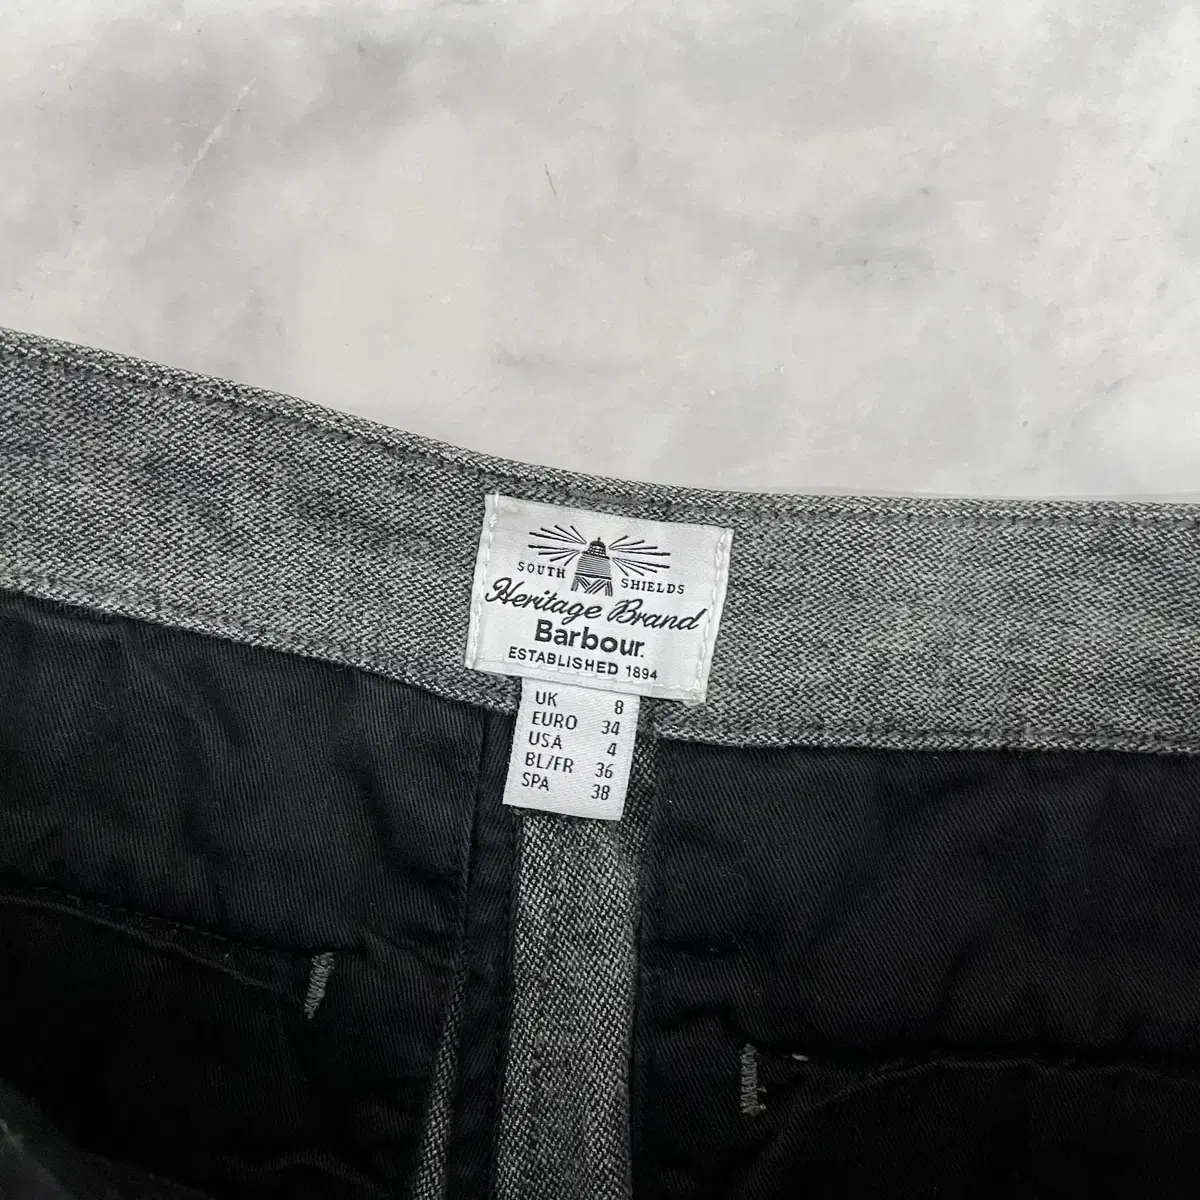 SOUTH SHIELDS
Heritage Brand
Barbour.
ESTABLISHED 1894
UK 8
EURO 34
USA 4
BL/FR 36
SPA 38